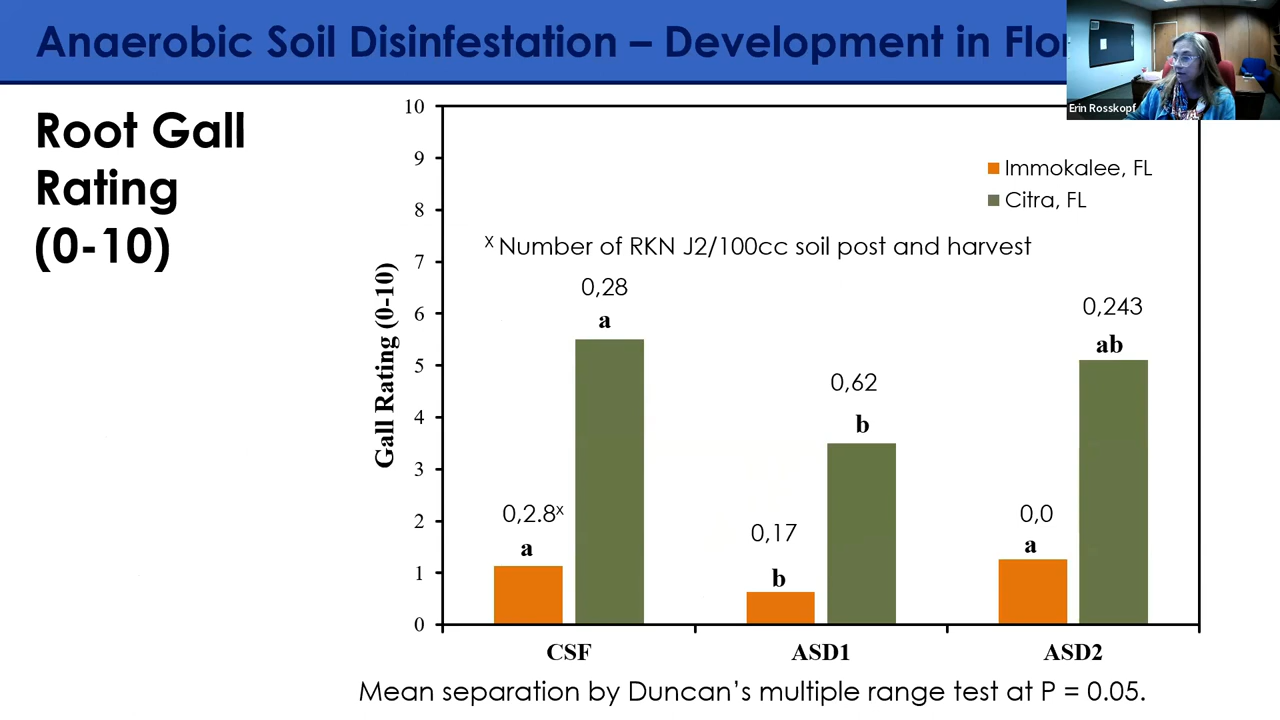 Anaerobic Soil Disinfestation – Development in Flo
Erin Rosskopf
Root Gall
Rating
(0-10)
Gall Rating (0-10)
10
9
8
7
6
5
4
3
2
1
0
Immokalee, FL
Citra, FL
x Number of RKN J2/100cc soil post and harvest
0,28
a
0,243
ab
0,62
b
0,2.8x
a
0,17
b
0,0
a
CSF
ASD1
ASD2
Mean separation by Duncan's multiple range test at P = 0.05.